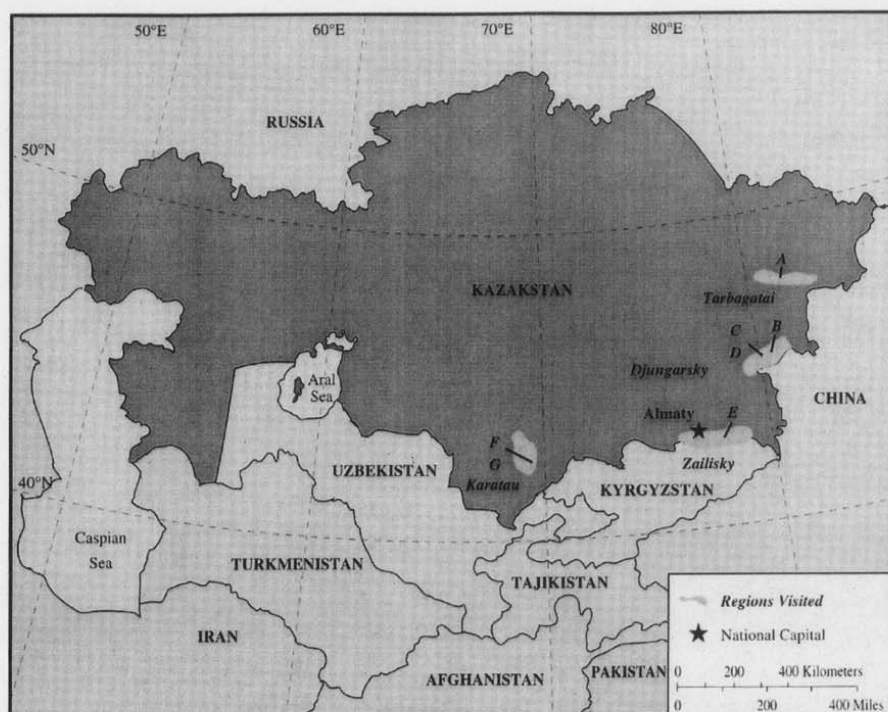 50°E
60°E
70°E
80°E
RUSSIA
50°N
A
KAZAKSTAN
Tarbagatai
C
B
D
Djungarsky
Aral
Sea
CHINA
Almaty
E
F
UZBEKISTAN
G
Zailisky
Karatau
KYRGYZSTAN
40°N
Caspian
Sea
TURKMENISTAN
TAJIKISTAN
Regions Visited
National Capital
IRAN
AFGHANISTAN
PAKISTAN
0 200 400 Kilometers
0 200 400 Miles